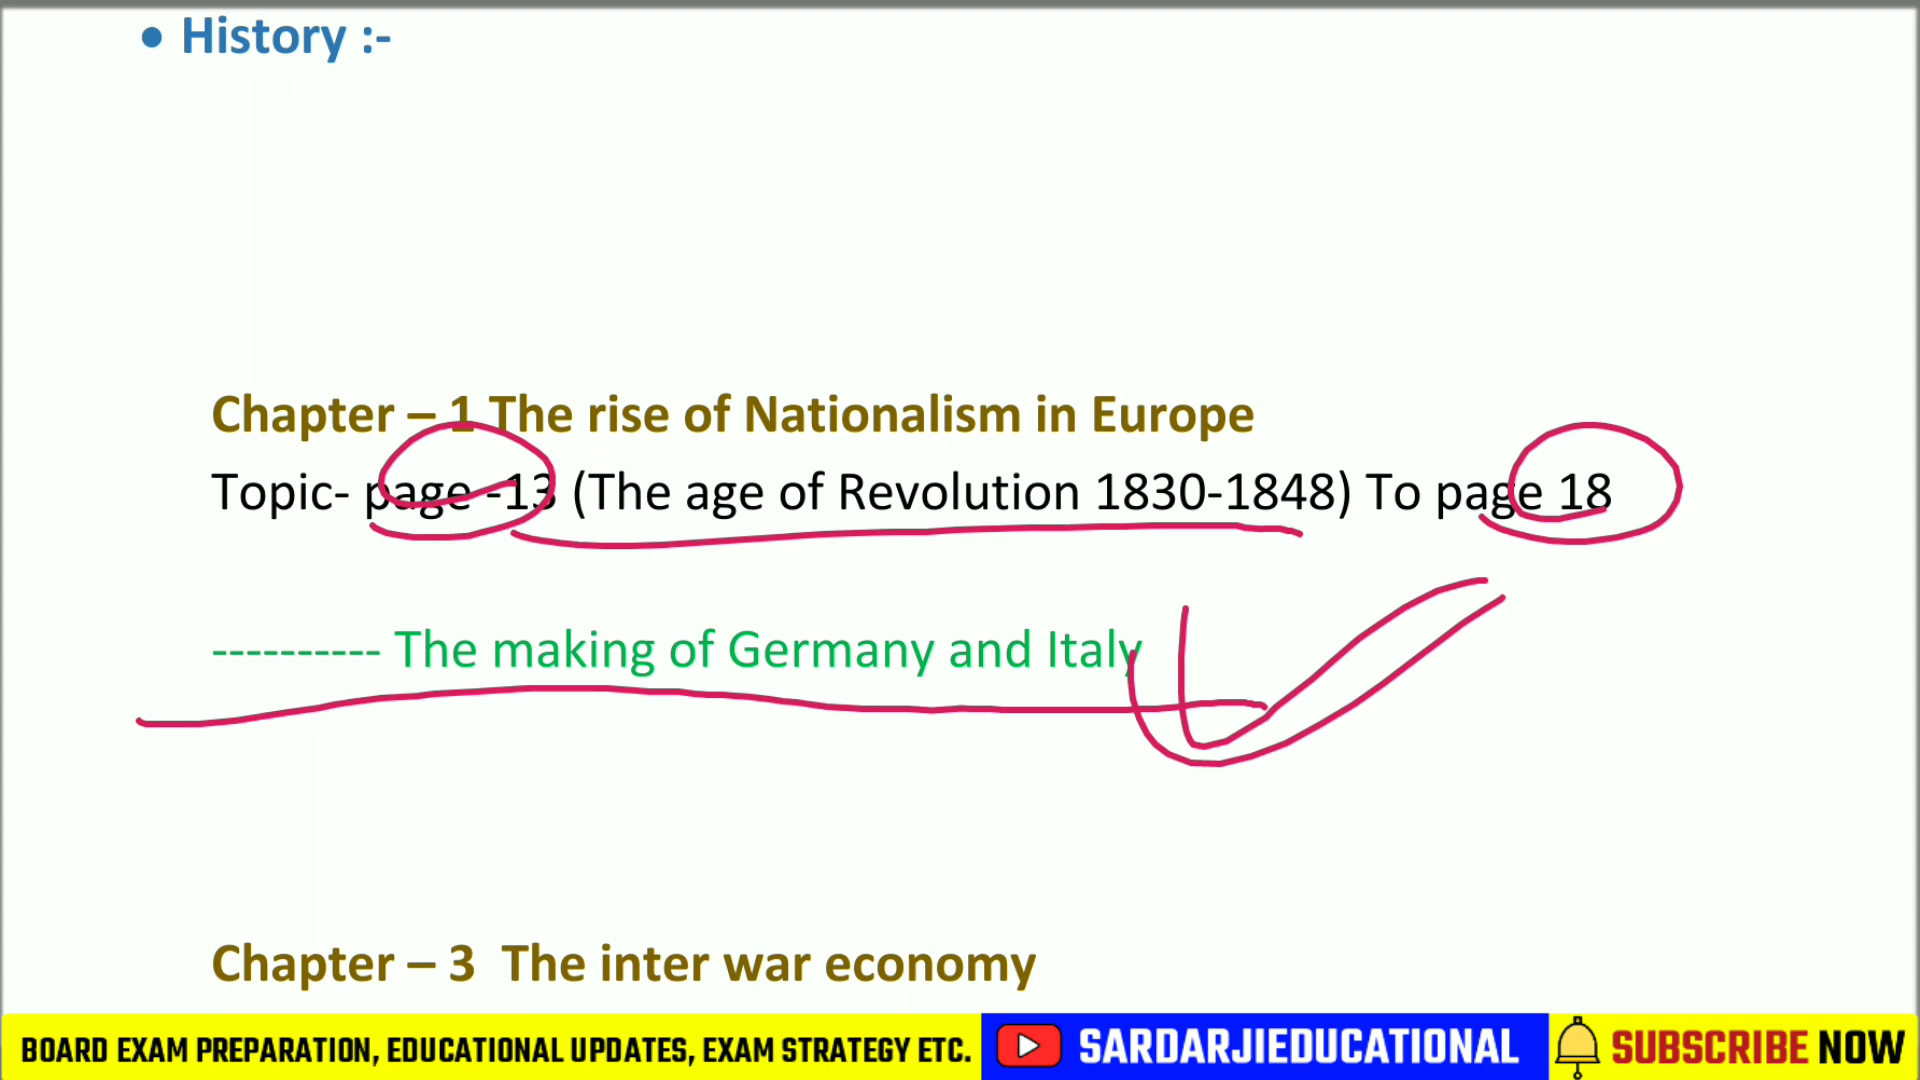 • History :-
Chapter – 1 The rise of Nationalism in Europe
Topic- page -13 (The age of Revolution 1830-1848) To page 18
---------- The making of Germany and Italy
Chapter – 3 The inter war economy
BOARD EXAM PREPARATION, EDUCATIONAL UPDATES, EXAM STRATEGY ETC. SARDARJIEDUCATIONAL SUBSCRIBE NOW